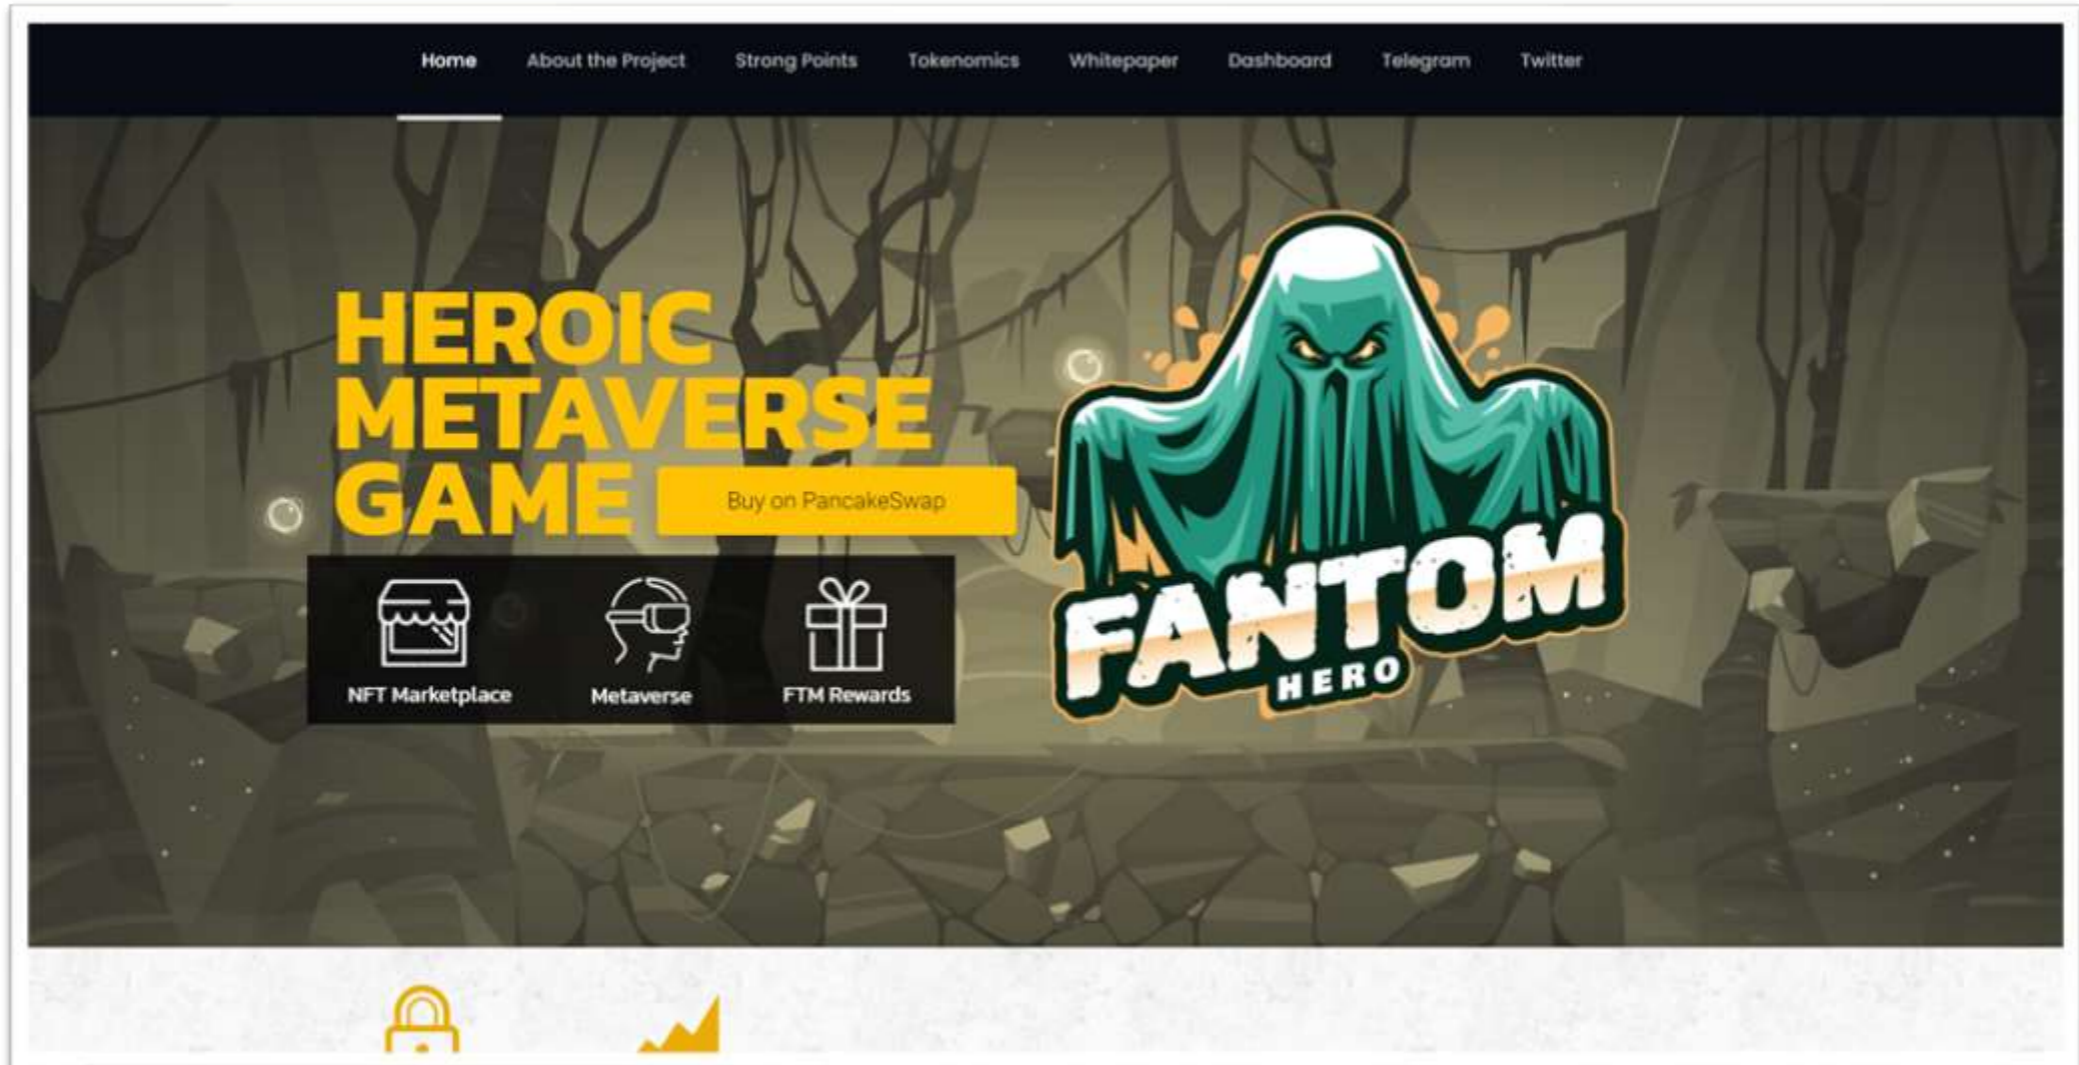 Home About the Project Strong Points Tokenomics Whitepaper Dashboard Telegram Twitter
HEROIC
METAVERSE
GAME
Buy on PancakeSwap
NFT Marketplace Metaverse FTM Rewards
FANTOM
HERO